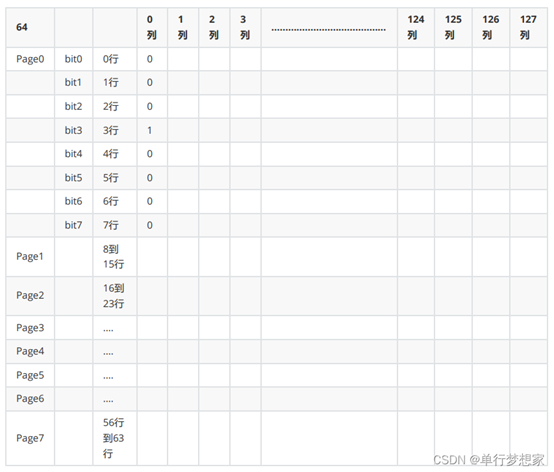 64 0列 1列 2列 3列 ........................................ 124列 125列 126列 127列
Page0 bit0 0行 0
bit1 1行 0
bit2 2行 0
bit3 3行 1
bit4 4行 0
bit5 5行 0
bit6 6行 0
bit7 7行 0
Page1 8到15行
Page2 16到23行
Page3 ....
Page4 ....
Page5 ....
Page6 ....
Page7 56行到63行
CSDN @单行梦想家